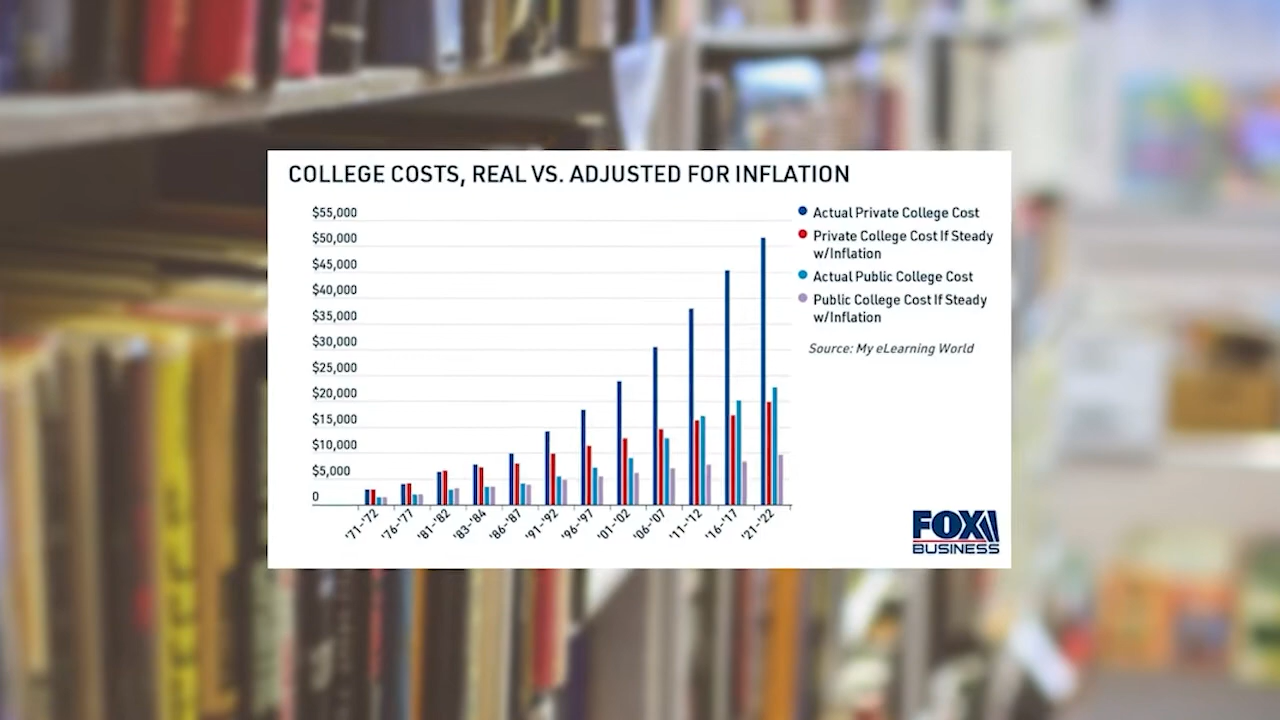 COLLEGE COSTS, REAL VS. ADJUSTED FOR INFLATION
$55,000
$50,000
$45,000
$40,000
$35,000
$30,000
$25,000
$20,000
$15,000
$10,000
$5,000
0
'71-'72
'76-'77
'81-'82
'83-'84
'86-'87
'91-'92
'96-'97
'01-'02
'06-'07
'11-'12
'16-'17
'21-'22
Actual Private College Cost
Private College Cost If Steady
w/Inflation
Actual Public College Cost
Public College Cost If Steady
w/Inflation
Source: My eLearning World
FOX
BUSINESS